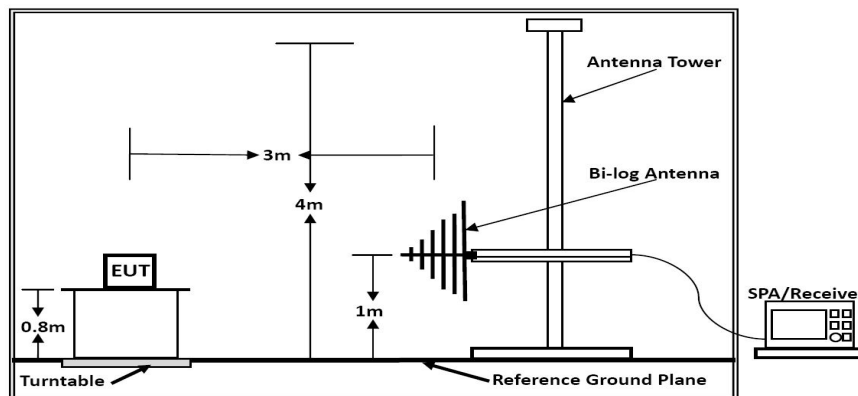 Antenna Tower
3m
Bi-log Antenna
4m
EUT
1m
0.8m
SPA/Receive
Turntable
Reference Ground Plane